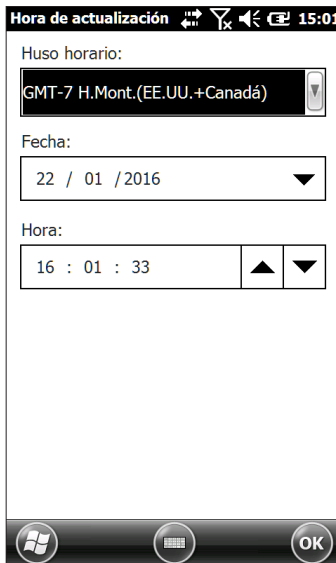 Hora de actualización 15:01
Huso horario:
GMT-7 H.Mont.(EE.UU.+Canadá)
Fecha:
22 / 01 /2016
Hora:
16 : 01 : 33
OK